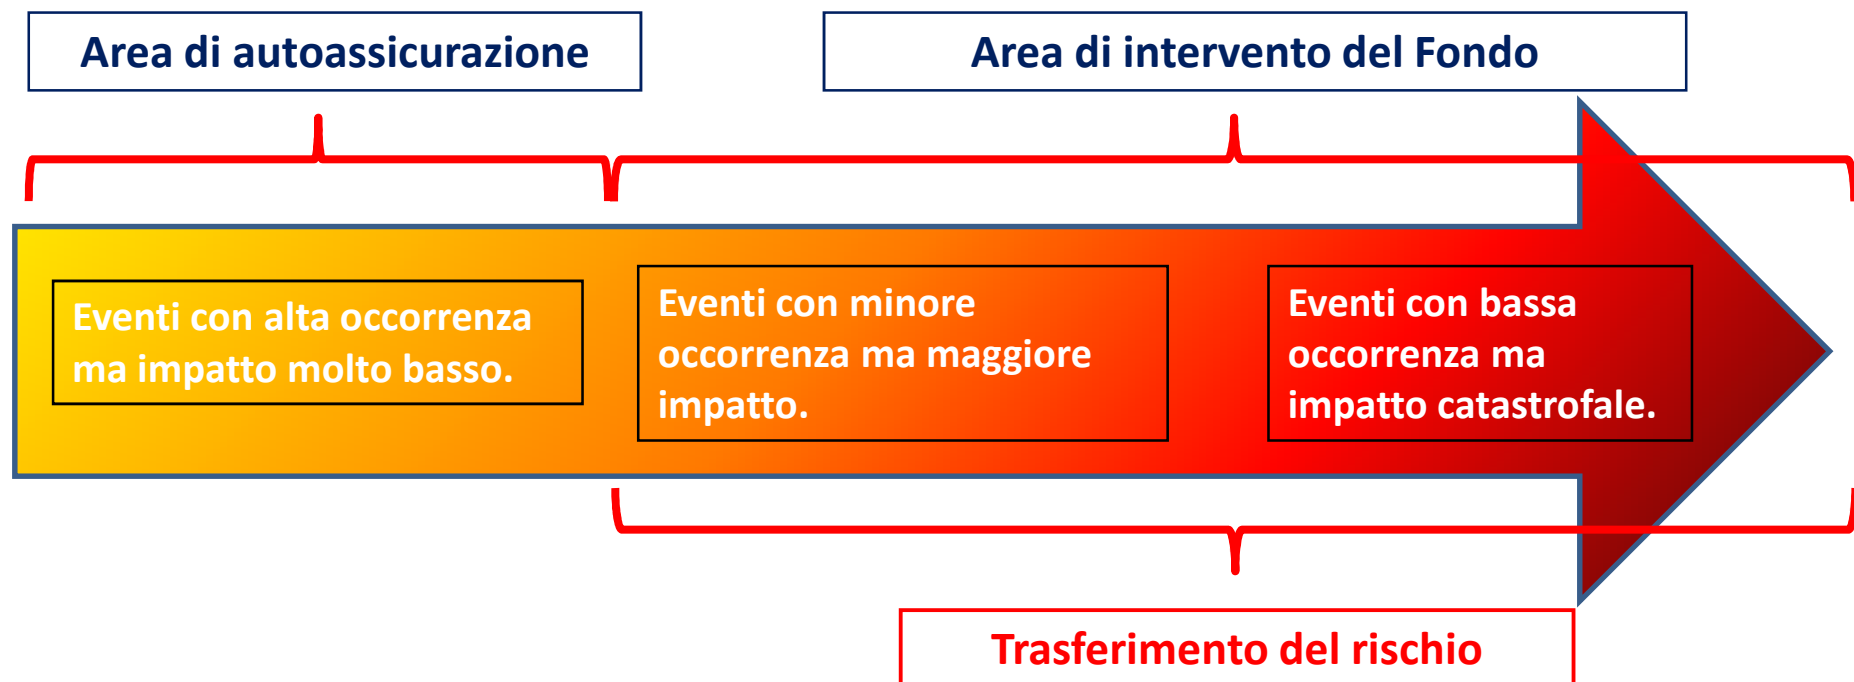 Area di autoassicurazione
Area di intervento del Fondo
Eventi con alta occorrenza
ma impatto molto basso.
Eventi con minore
occorrenza ma maggiore
impatto.
Eventi con bassa
occorrenza ma
impatto catastrofale.
Trasferimento del rischio